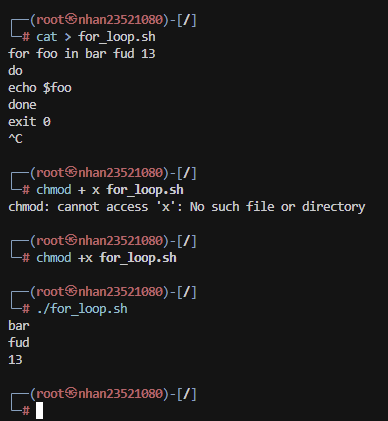 ┌──(root㉿nhan23521080)-[/]
└─# cat > for_loop.sh
for foo in bar fud 13
do
echo $foo
done
exit 0
^C
┌──(root㉿nhan23521080)-[/]
└─# chmod + x for_loop.sh
chmod: cannot access 'x': No such file or directory
┌──(root㉿nhan23521080)-[/]
└─# chmod +x for_loop.sh
┌──(root㉿nhan23521080)-[/]
└─# ./for_loop.sh
bar
fud
13
┌──(root㉿nhan23521080)-[/]
└─#